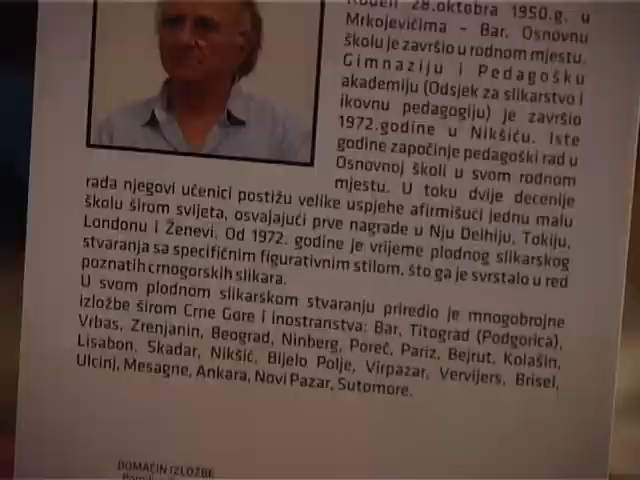 Rođen 28.oktobra 1950.g. u
Mrkojevićima - Bar. Osnovnu
školu je završio u rodnom mjestu.
Gimnaziju i Pedagošku
akademiju (Odsjek za slikarstvo i
ikovnu pedagogiju) je završio
1972.godine u Nikšiću. Iste
godine započinje pedagoški rad u
Osnovnoj školi u svom rodnom
mjestu. U toku dvije decenije
rada njegovi učenici postižu velike uspjehe afirmišući jednu malu
školu širom svijeta, osvajajući prve nagrade u Nju Delhiju, Tokiju,
Londonu i Ženevi. Od 1972. godine je vrijeme plodnog slikarskog
stvaranja sa specifičnim figurativnim stilom, što ga je svrstalo u red
poznatih crnogorskih slikara.
U svom plodnom slikarskom stvaranju priredio je mnogobrojne
izložbe širom Crne Gore i inostranstva: Bar, Titograd (Podgorica),
Vrbas, Zrenjanin, Beograd, Ninberg, Poreč, Pariz, Bejrut, Kolašin,
Lisabon, Skadar, Nikšić, Bijelo Polje, Virpazar, Vervijers, Brisel,
Ulcinj, Mesagne, Ankara, Novi Pazar, Sutomore.
DOMAĆIN IZLOŽBE